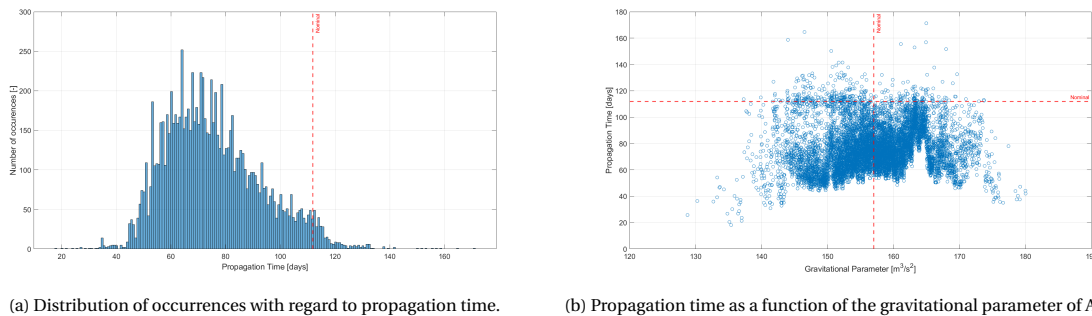 Nominal
300
250
200
150
100
50
0
Number of occurences [-]
20 40 60 80 100 120 140 160
Propagation Time [days]
(a) Distribution of occurrences with regard to propagation time.
Nominal
180
160
140
120
100
80
60
40
20
0
Propagation Time [days]
Nominal
120 130 140 150 160 170 180 190
Gravitational Parameter [m³/s²]
(b) Propagation time as a function of the gravitational parameter of A